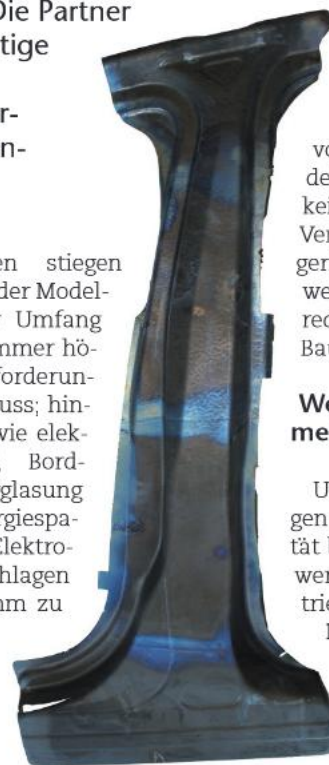 Die Partner
tige
r-
n-
en stiegen
der Model-
Umfang
mmer hö-
forderun-
uss; hin-
wie elek-
Bord-
glasung
rgiespa-
Elektro-
hlagen
hm zu
vo
de
kei
Ver
ger
we
rec
Bau
We
me
U
gen
tät
wer
trie